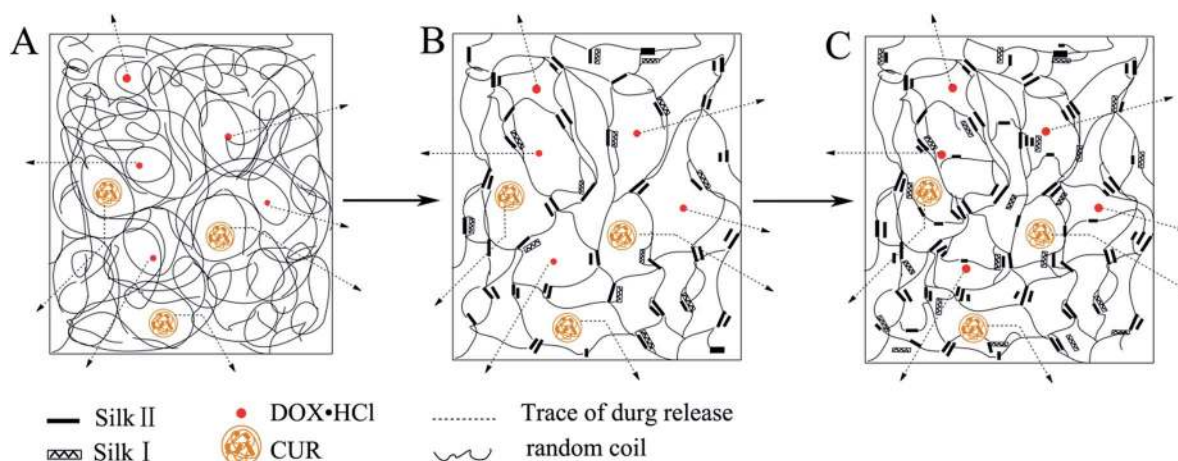 A
B
C
Silk II
DOX•HCl
Trace of durg release
Silk I
CUR
random coil